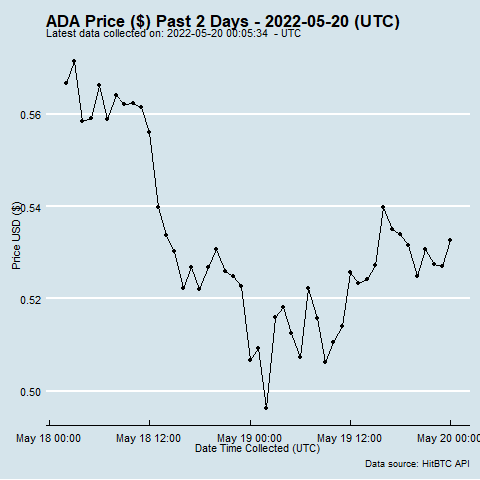 ADA Price ($) Past 2 Days - 2022-05-20 (UTC)
Latest data collected on: 2022-05-20 00:05:34 - UTC
0.56
0.54
0.52
0.50
Price USD ($)
May 18 00:00
May 18 12:00
May 19 00:00
May 19 12:00
May 20 00:00
Date Time Collected (UTC)
Data source: HitBTC API